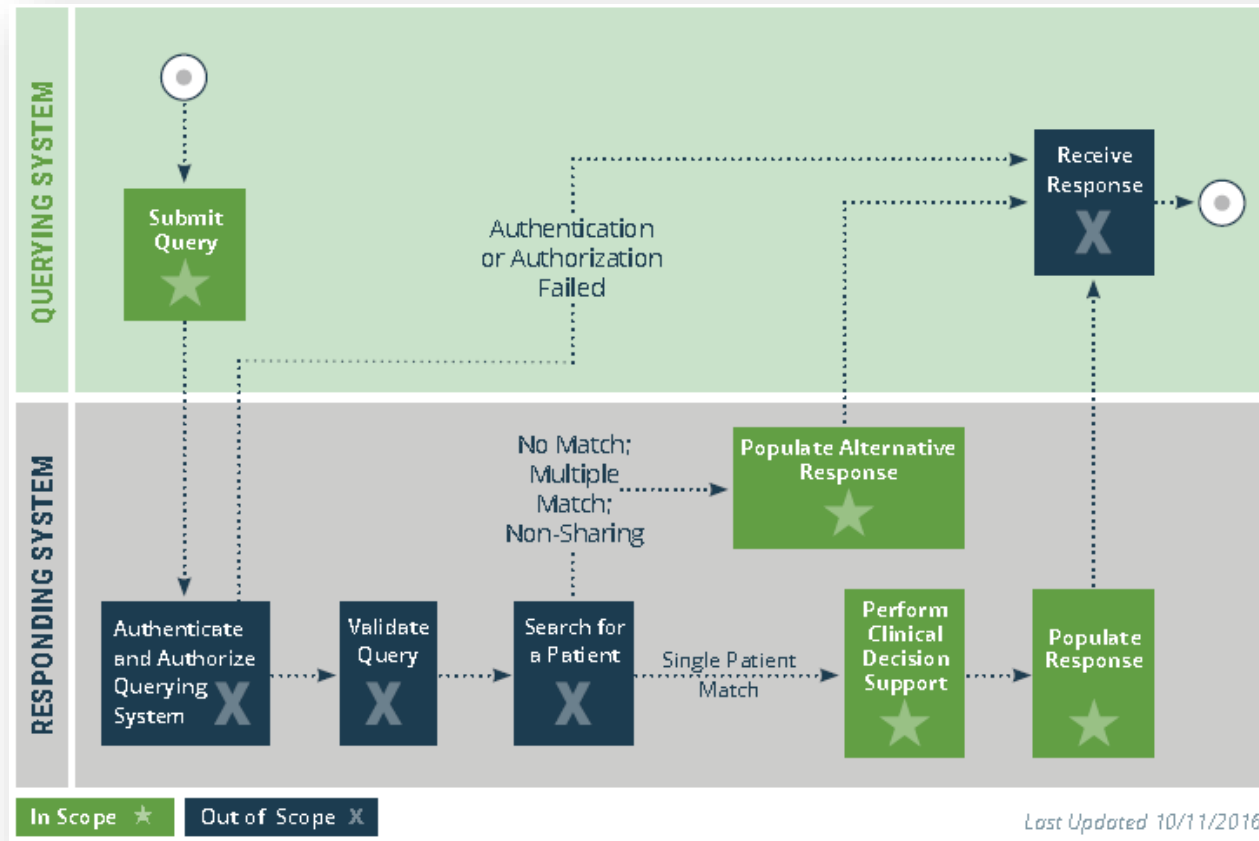 QUERYING SYSTEM
Submit
Query
Authentication
or Authorization
Failed
Receive
Response
X
RESPONDING SYSTEM
No Match;
Multiple
Match;
Non-Sharing
Populate Alternative
Response
Authenticate
and Authorize
Querying
System X
Validate
Query
X
Search for
a Patient
X
Single Patient
Match
Perform
Clinical
Decision
Support
Populate
Response
In Scope
Out of Scope X
Last Updated 10/11/2016